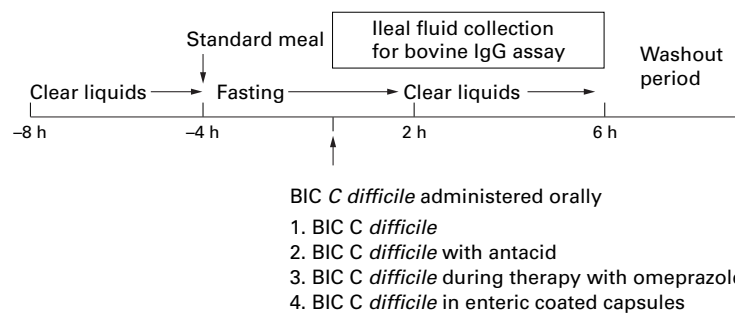 Ileal fluid collection
for bovine IgG assay
Standard meal
Washout
period
Clear liquids
Fasting
Clear liquids
–8 h –4 h 2 h 6 h
BIC C difficile administered orally
1. BIC C difficile
2. BIC C difficile with antacid
3. BIC C difficile during therapy with omeprazole
4. BIC C difficile in enteric coated capsules